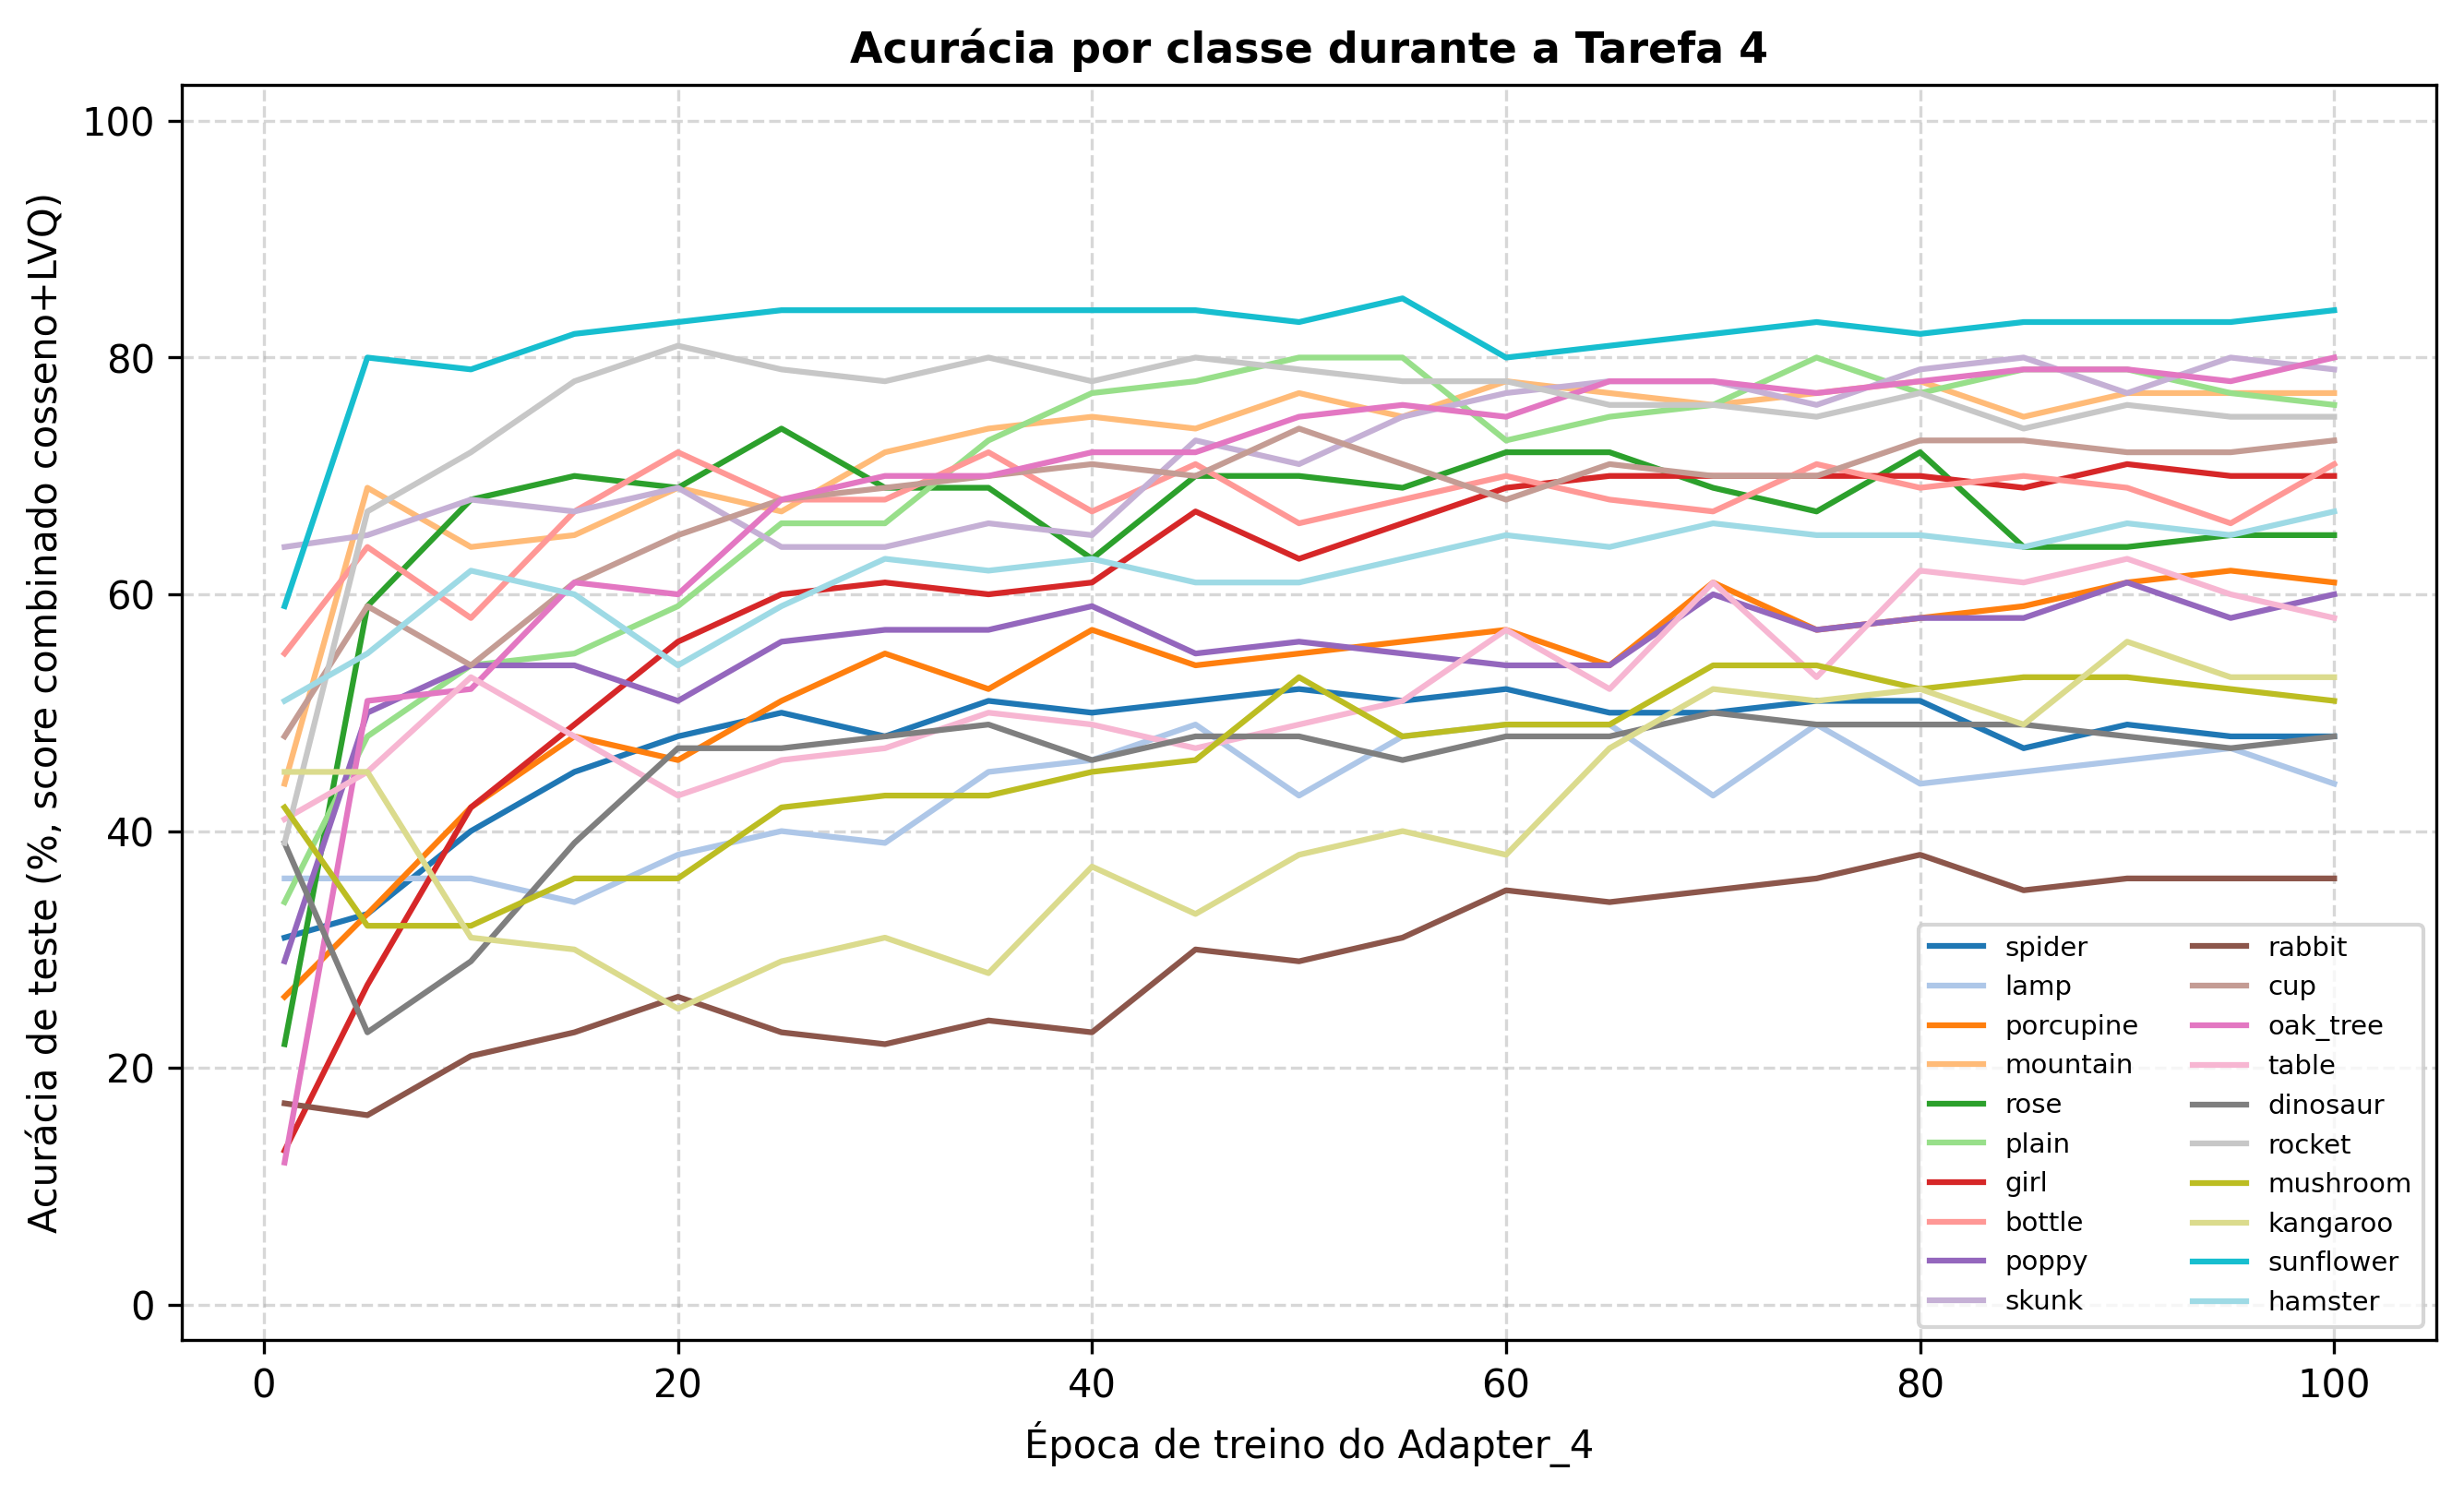 Acurácia por classe durante a Tarefa 4
Acurácia de teste (%, score combinado cosseno+LVQ)
100
80
60
40
20
0
0 20 40 60 80 100
Época de treino do Adapter_4
spider
lamp
porcupine
mountain
rose
plain
girl
bottle
poppy
skunk
rabbit
cup
oak_tree
table
dinosaur
rocket
mushroom
kangaroo
sunflower
hamster